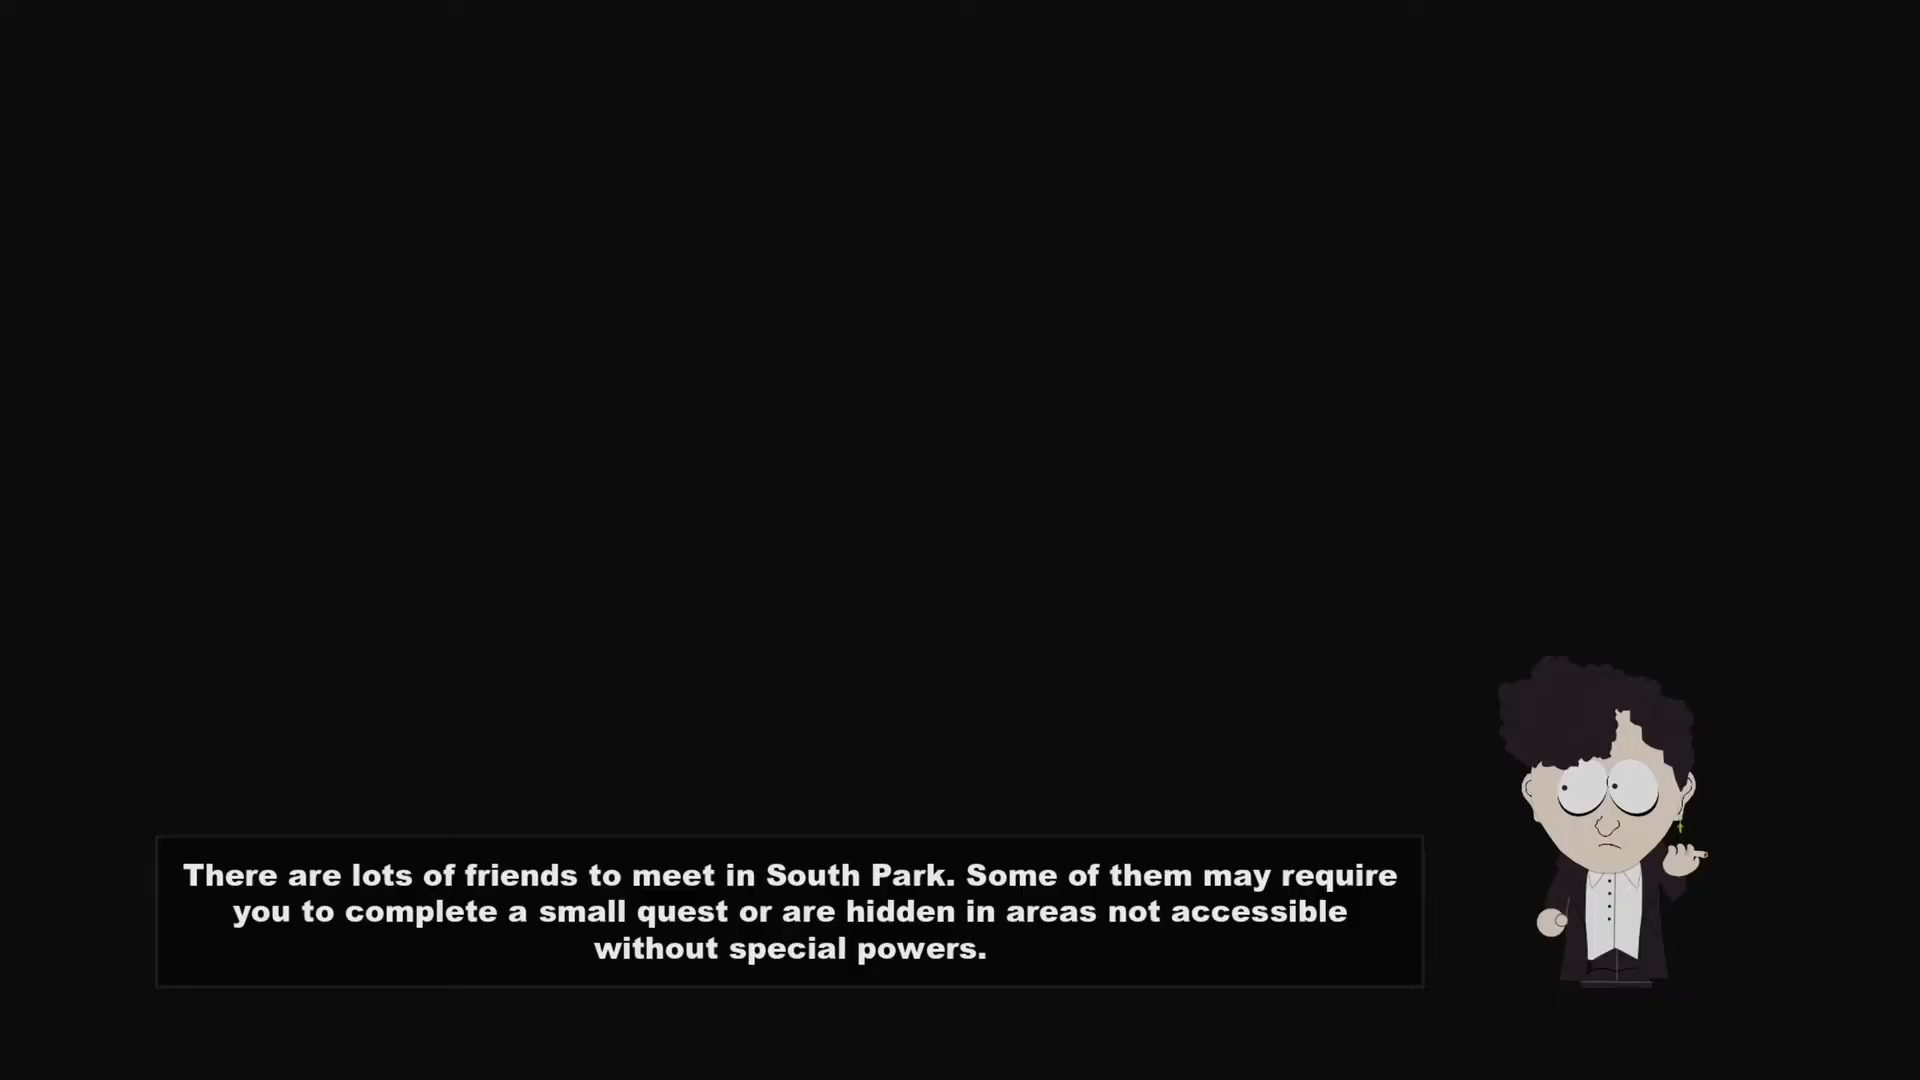 There are lots of friends to meet in South Park. Some of them may require
you to complete a small quest or are hidden in areas not accessible
without special powers.